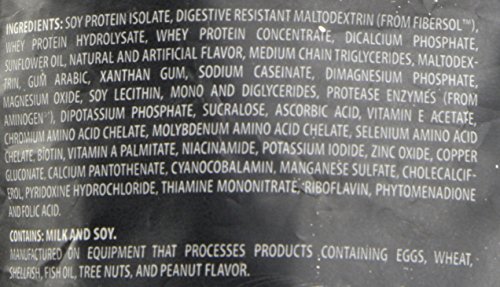 INGREDIENTS: SOY PROTEIN ISOLATE, DIGESTIVE RESISTANT MALTODEXTRIN (FROM FIBERSOL™),
WHEY PROTEIN HYDROLYSATE, WHEY PROTEIN CONCENTRATE, DICALCIUM PHOSPHATE,
SUNFLOWER OIL, NATURAL AND ARTIFICIAL FLAVOR, MEDIUM CHAIN TRIGLYCERIDES, MALTODEX-
TRIN, GUM ARABIC, XANTHAN GUM, SODIUM CASEINATE, DIMAGNESIUM PHOSPHATE,
MAGNESIUM OXIDE, SOY LECITHIN, MONO AND DIGLYCERIDES, PROTEASE ENZYMES (FROM
AMINOGEN®), DIPOTASSIUM PHOSPHATE, SUCRALOSE, ASCORBIC ACID, VITAMIN E ACETATE,
CHROMIUM AMINO ACID CHELATE, MOLYBDENUM AMINO ACID CHELATE, SELENIUM AMINO ACID
CHELATE, BIOTIN, VITAMIN A PALMITATE, NIACINAMIDE, POTASSIUM IODIDE, ZINC OXIDE, COPPER
GLUCONATE, CALCIUM PANTOTHENATE, CYANOCOBALAMIN, MANGANESE SULFATE, CHOLECALCIF-
EROL, PYRIDOXINE HYDROCHLORIDE, THIAMINE MONONITRATE, RIBOFLAVIN, PHYTOMENADIONE
AND FOLIC ACID.
CONTAINS: MILK AND SOY.
MANUFACTURED ON EQUIPMENT THAT PROCESSES PRODUCTS CONTAINING EGGS, WHEAT,
SHELLFISH, FISH OIL, TREE NUTS, AND PEANUT FLAVOR.